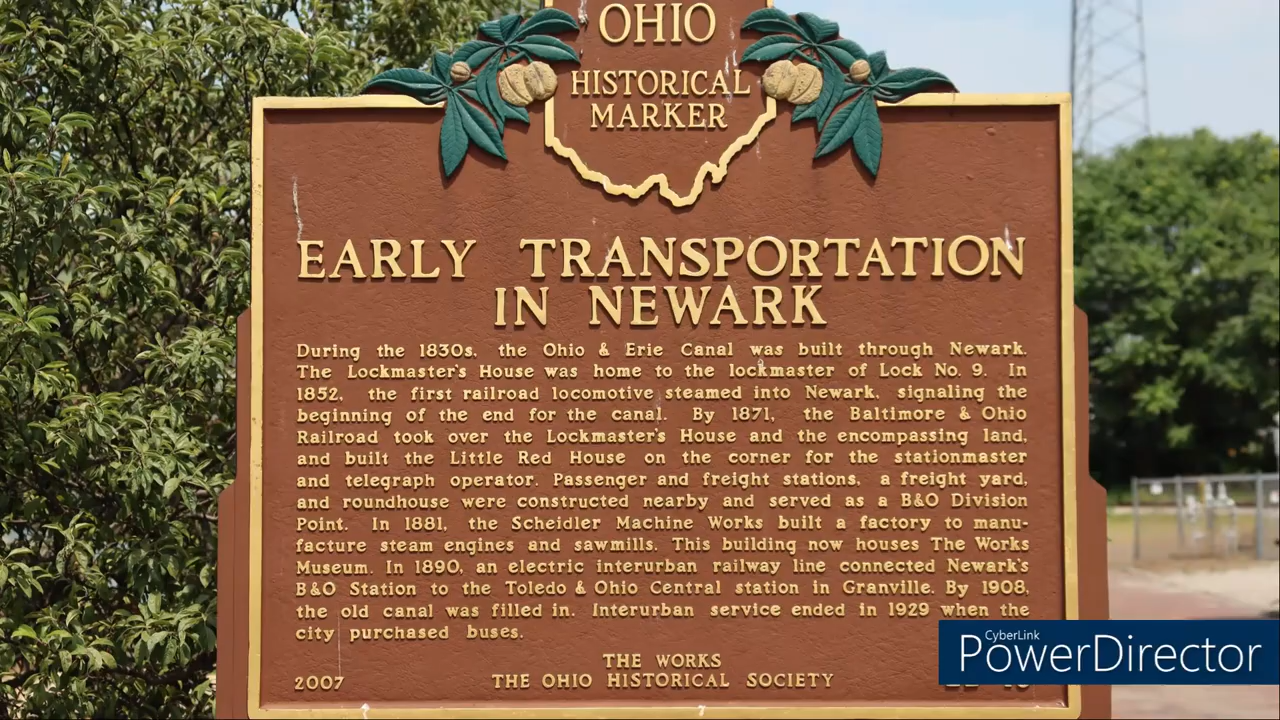 OHIO
HISTORICAL
MARKER
EARLY TRANSPORTATION
IN NEWARK
During the 1830s, the Ohio & Erie Canal was built through Newark.
The Lockmaster's House was home to the lockmaster of Lock No. 9. In
1852, the first railroad locomotive steamed into Newark, signaling the
beginning of the end for the canal. By 1871, the Baltimore & Ohio
Railroad took over the Lockmaster's House and the encompassing land,
and built the Little Red House on the corner for the stationmaster
and telegraph operator. Passenger and freight stations, a freight yard,
and roundhouse were constructed nearby and served as a B&O Division
Point. In 1881, the Scheidler Machine Works built a factory to manu-
facture steam engines and sawmills. This building now houses The Works
Museum. In 1890, an electric interurban railway line connected Newark's
B&O Station to the Toledo & Ohio Central station in Granville. By 1908,
the old canal was filled in. Interurban service ended in 1929 when the
city purchased buses.
THE WORKS
2007 THE OHIO HISTORICAL SOCIETY
CyberLink
PowerDirector